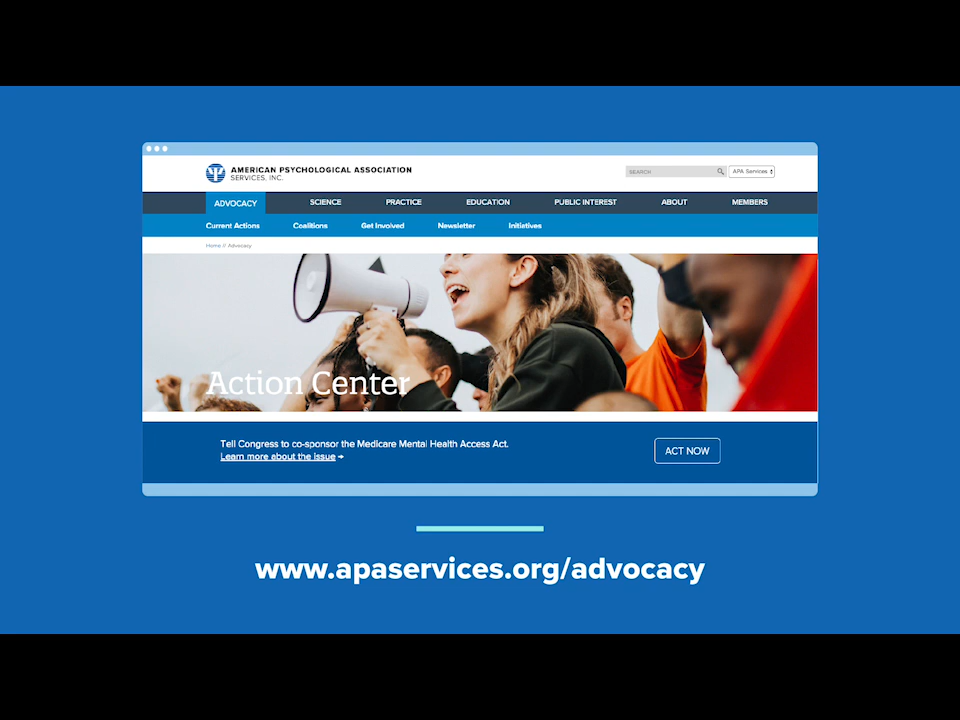 AMERICAN PSYCHOLOGICAL ASSOCIATION
SERVICES, INC.
SEARCH
APA Services
ADVOCACY SCIENCE PRACTICE EDUCATION PUBLIC INTEREST ABOUT MEMBERS
Current Actions Coalitions Get Involved Newsletter Initiatives
Home // Advocacy
Action Center
Tell Congress to co-sponsor the Medicare Mental Health Access Act.
Learn more about the issue
ACT NOW
www.apaservices.org/advocacy